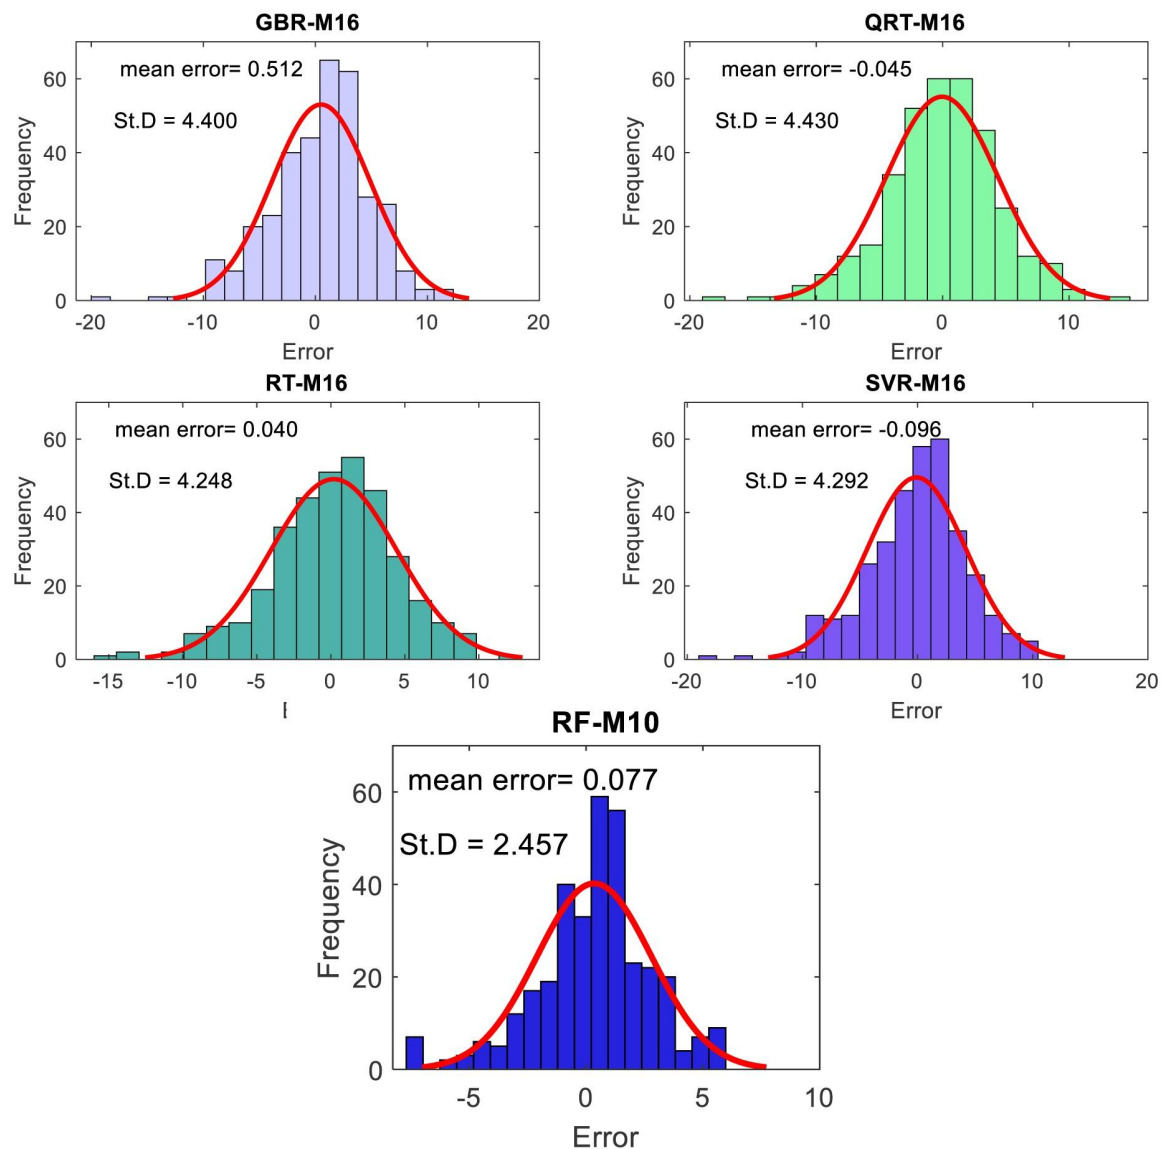 GBR-M16
mean error= 0.512
St.D = 4.400
Frequency
60
40
20
0
-20
-10
0
10
20
Error
QRT-M16
mean error= -0.045
St.D = 4.430
Frequency
60
40
20
0
-20
-10
0
10
Error
RT-M16
mean error= 0.040
St.D = 4.248
Frequency
60
40
20
0
-15
-10
-5
0
5
10
SVR-M16
mean error= -0.096
St.D = 4.292
Frequency
60
40
20
0
-20
-10
0
10
20
Error
RF-M10
mean error= 0.077
St.D = 2.457
Frequency
60
40
20
0
-5
0
5
10
Error